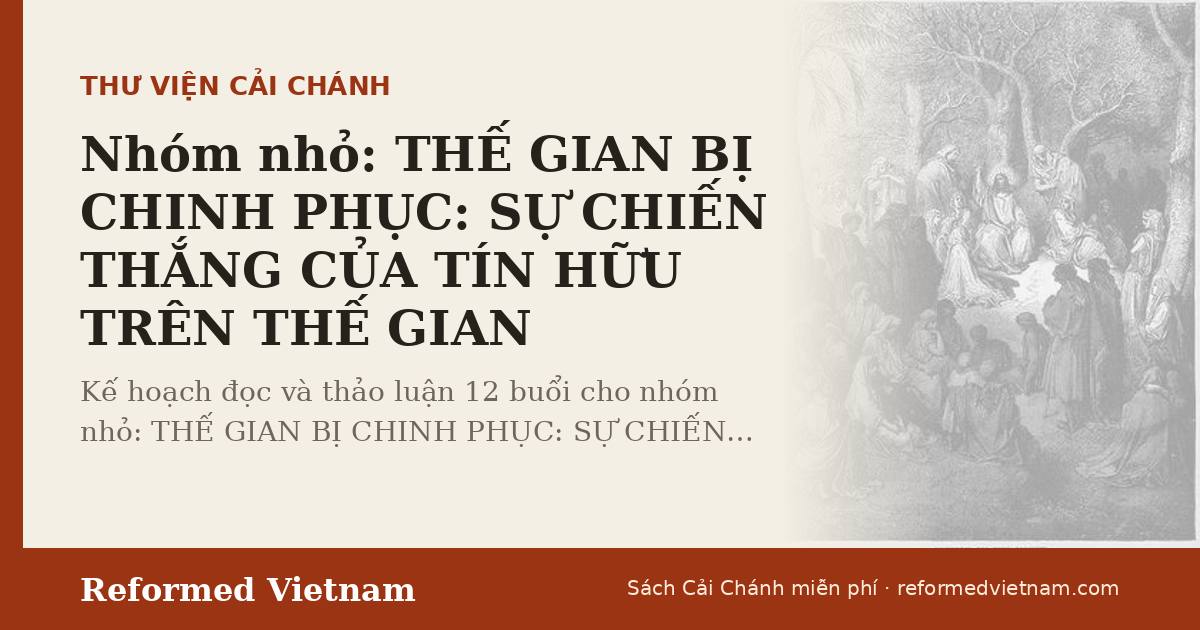 THƯ VIỆN CẢI CHÁNH
Nhóm nhỏ: THẾ GIAN BỊ
CHINH PHỤC: SỰ CHIẾN
THẮNG CỦA TÍN HỮU
TRÊN THẾ GIAN
Kế hoạch đọc và thảo luận 12 buổi cho nhóm
nhỏ: THẾ GIAN BỊ CHINH PHỤC: SỰ CHIẾN...
Reformed Vietnam
Sách Cải Chánh miễn phí · reformedvietnam.com